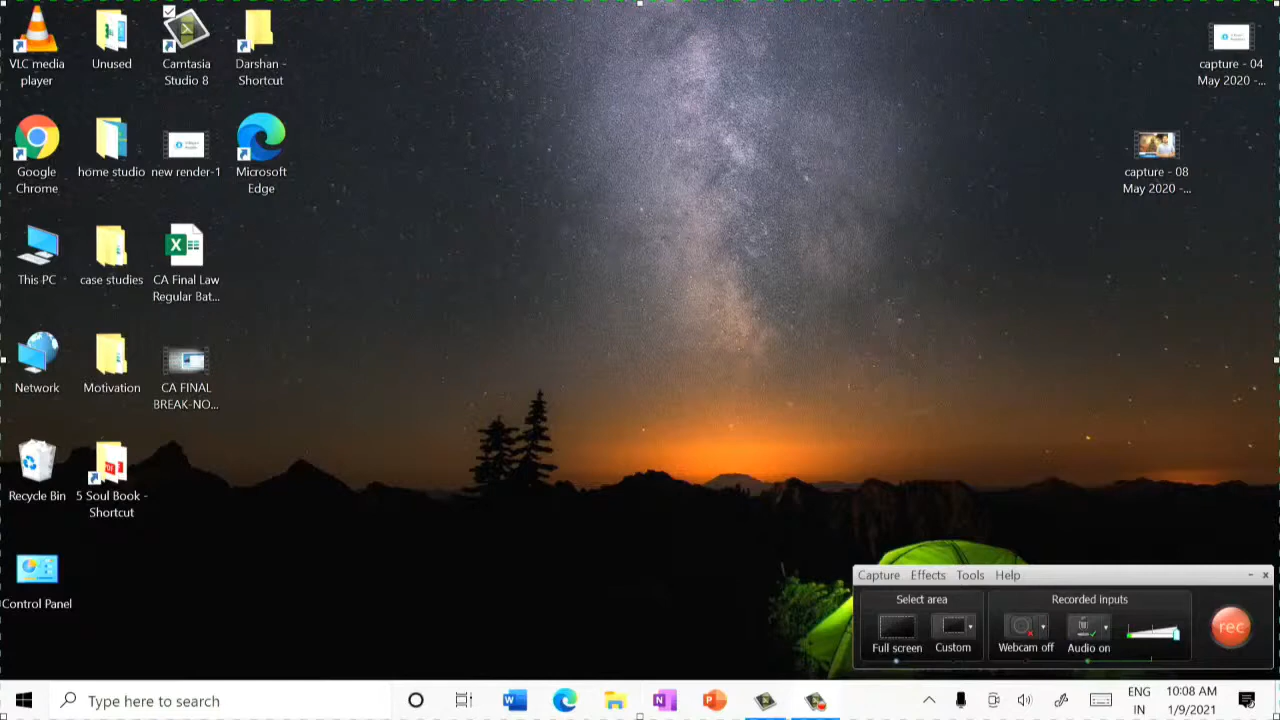 VLC media
player
Unused
Camtasia
Studio 8
Darshan -
Shortcut
capture - 04
May 2020 -...
Google
Chrome
home studio
new render-1
Microsoft
Edge
capture - 08
May 2020 -...
This PC
case studies
CA Final Law
Regular Bat...
Network
Motivation
CA FINAL
BREAK-NO...
Recycle Bin
5 Soul Book -
Shortcut
Control Panel
Capture Effects Tools Help
Select area
Recorded inputs
Full screen
Custom
Webcam off
Audio on
rec
Type here to search
ENG
IN
10:08 AM
1/9/2021